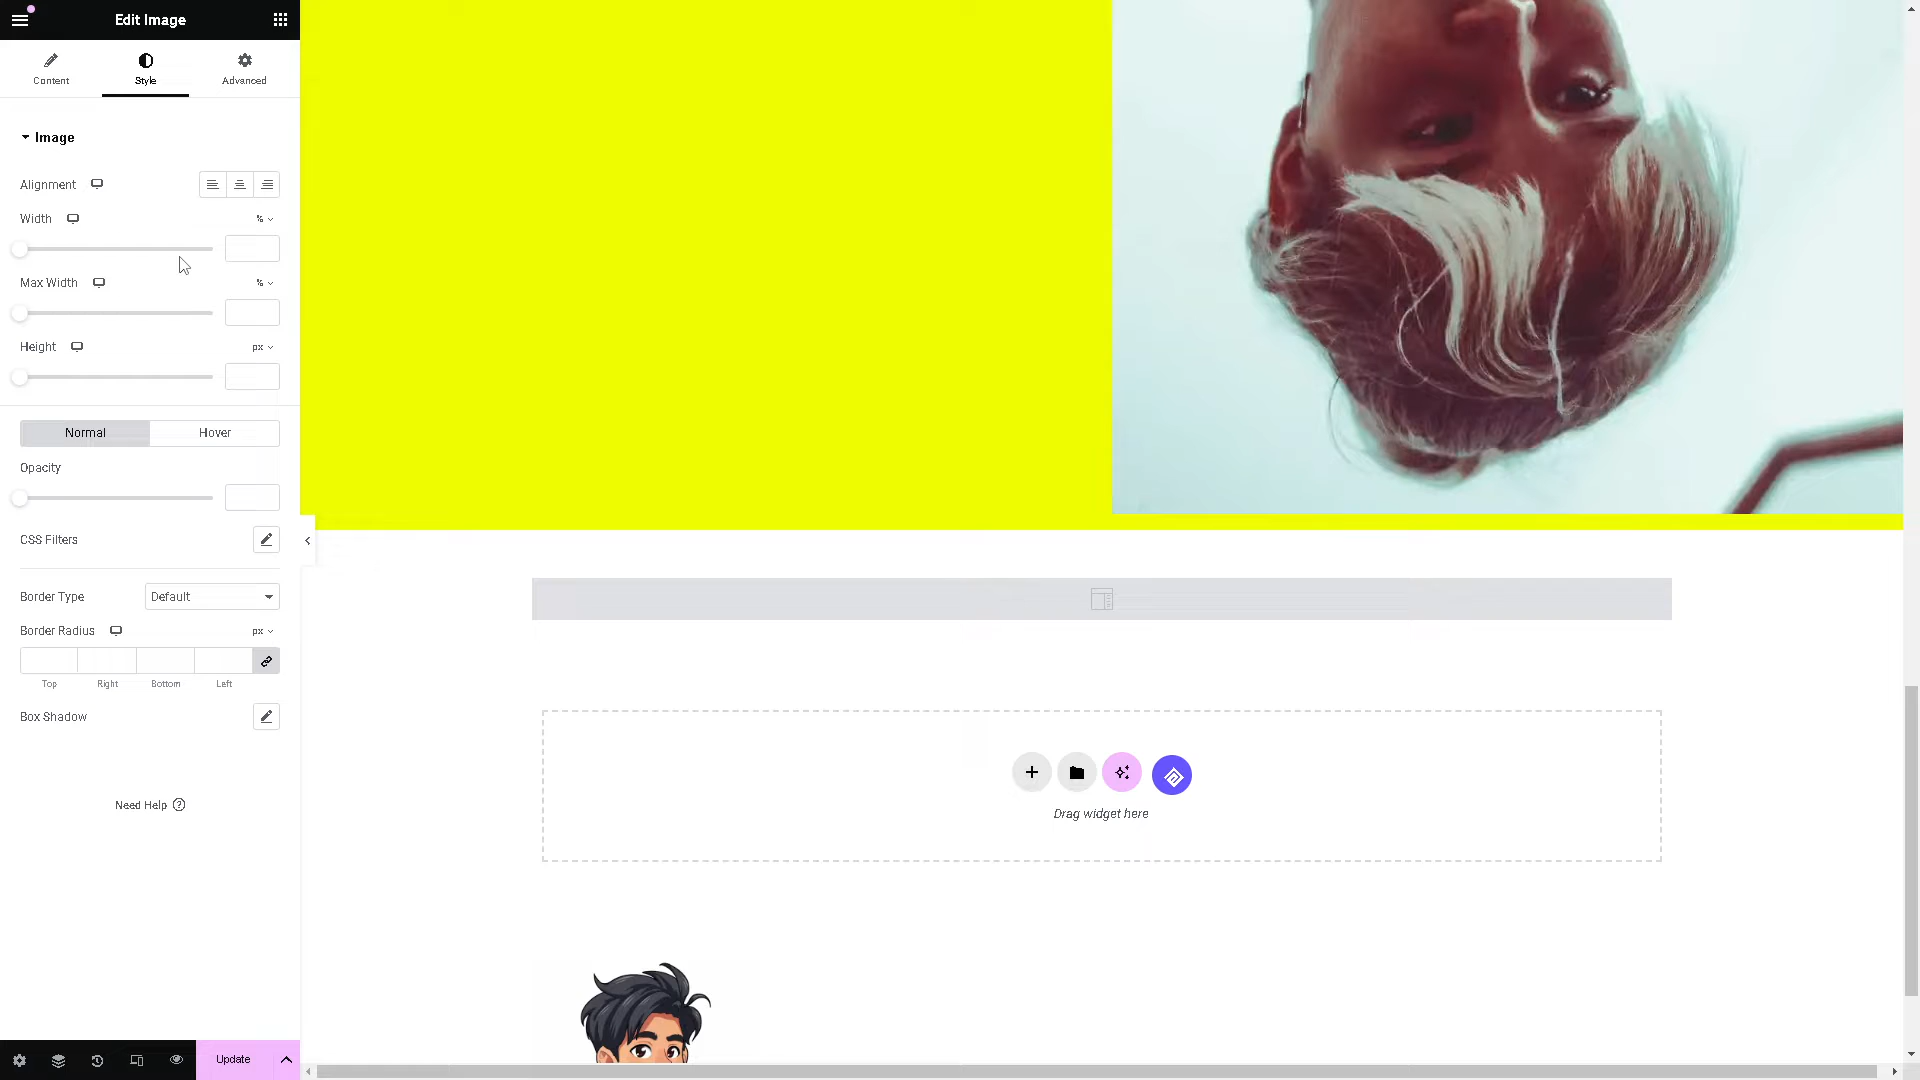 Edit Image
Content
Style
Advanced
Image
Alignment
Width
%
Max Width
%
Height
px
Normal
Hover
Opacity
CSS Filters
Border Type
Default
Border Radius
px
Top
Right
Bottom
Left
Box Shadow
Need Help
Drag widget here
Update